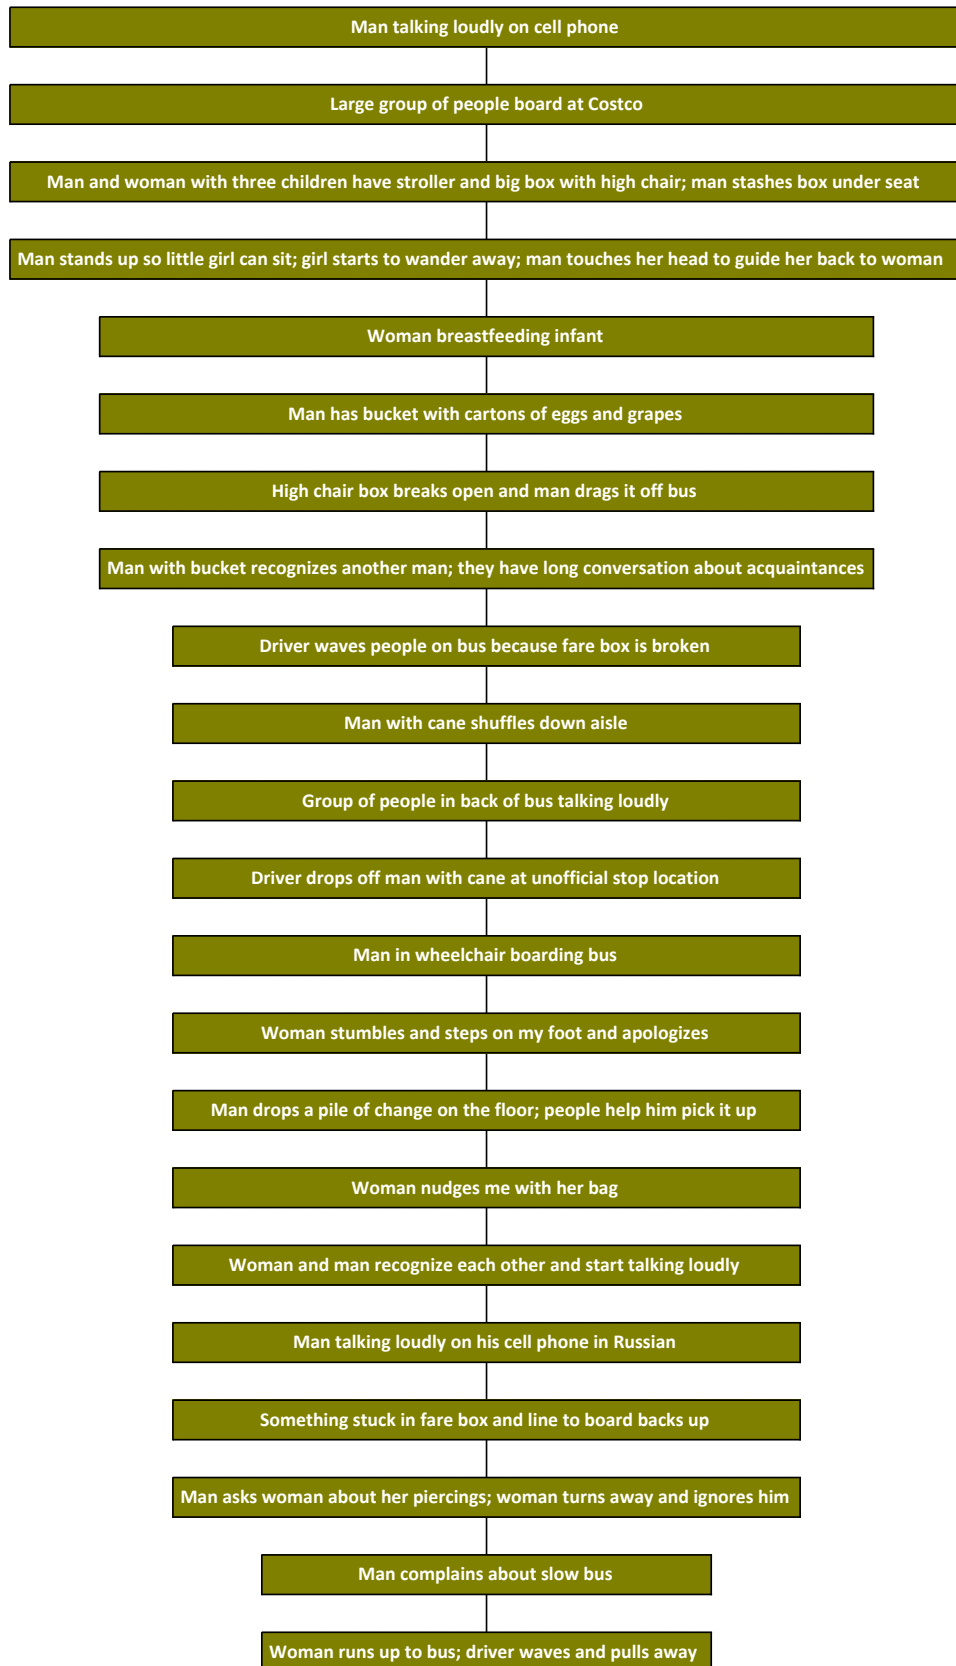 Man talking loudly on cell phone
Large group of people board at Costco
Man and woman with three children have stroller and big box with high chair; man stashes box under seat
Man stands up so little girl can sit; girl starts to wander away; man touches her head to guide her back to woman
Woman breastfeeding infant
Man has bucket with cartons of eggs and grapes
High chair box breaks open and man drags it off bus
Man with bucket recognizes another man; they have long conversation about acquaintances
Driver waves people on bus because fare box is broken
Man with cane shuffles down aisle
Group of people in back of bus talking loudly
Driver drops off man with cane at unofficial stop location
Man in wheelchair boarding bus
Woman stumbles and steps on my foot and apologizes
Man drops a pile of change on the floor; people help him pick it up
Woman nudges me with her bag
Woman and man recognize each other and start talking loudly
Man talking loudly on his cell phone in Russian
Something stuck in fare box and line to board backs up
Man asks woman about her piercings; woman turns away and ignores him
Man complains about slow bus
Woman runs up to bus; driver waves and pulls away